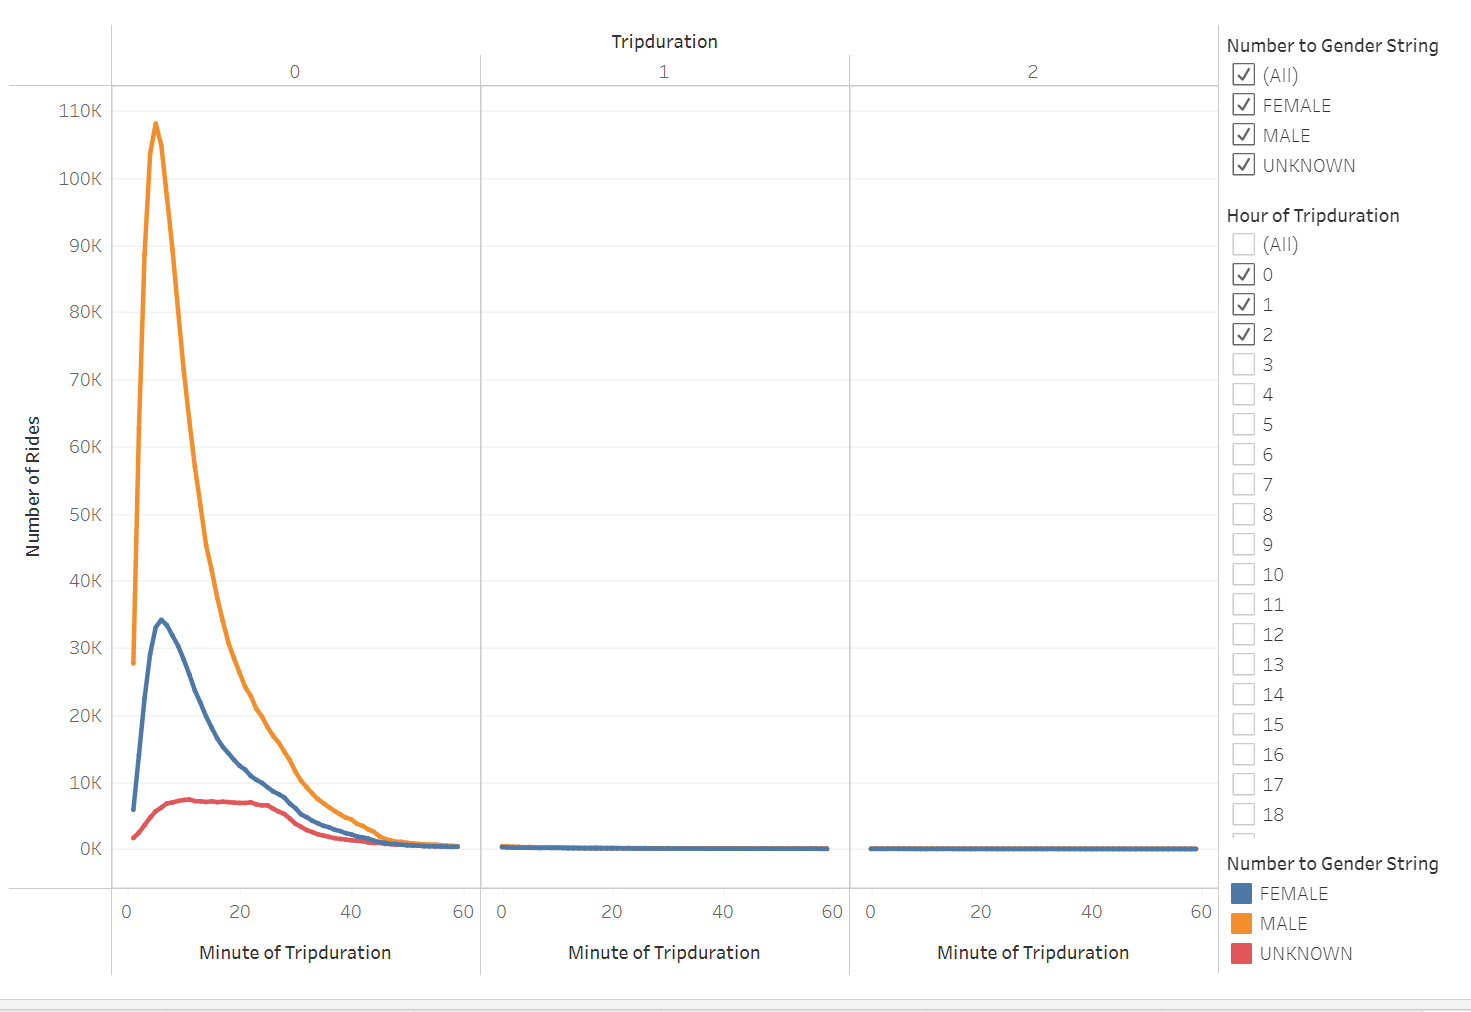 Tripduration
0 1 2
110K
100K
90K
80K
70K
60K
50K
40K
30K
20K
10K
0K
Number of Rides
0 20 40 60 0 20 40 60 0 20 40 60
Minute of Tripduration Minute of Tripduration Minute of Tripduration
Number to Gender String
(All)
FEMALE
MALE
UNKNOWN
Hour of Tripduration
(All)
0
1
2
3
4
5
6
7
8
9
10
11
12
13
14
15
16
17
18
Number to Gender String
FEMALE
MALE
UNKNOWN